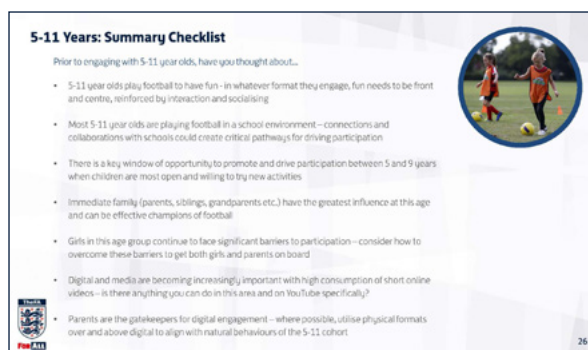 5-11 Years: Summary Checklist
Prior to engaging with 5-11 year olds, have you thought about...
• 5-11 year olds play football to have fun - in whatever format they engage, fun needs to be front
and centre, reinforced by interaction and socialising
• Most 5-11 year olds are playing football in a school environment – connections and
collaborations with schools could create critical pathways for driving participation
• There is a key window of opportunity to promote and drive participation between 5 and 9 years
when children are most open and willing to try new activities
• Immediate family (parents, siblings, grandparents etc.) have the greatest influence at this age
and can be effective champions of football
• Girls in this age group continue to face significant barriers to participation – consider how to
overcome these barriers to get both girls and parents on board
• Digital and media are becoming increasingly important with high consumption of short online
videos – is there anything you can do in this area and on YouTube specifically?
• Parents are the gatekeepers for digital engagement – where possible, utilise physical formats
over and above digital to align with natural behaviours of the 5-11 cohort
TheFA
FOR ALL